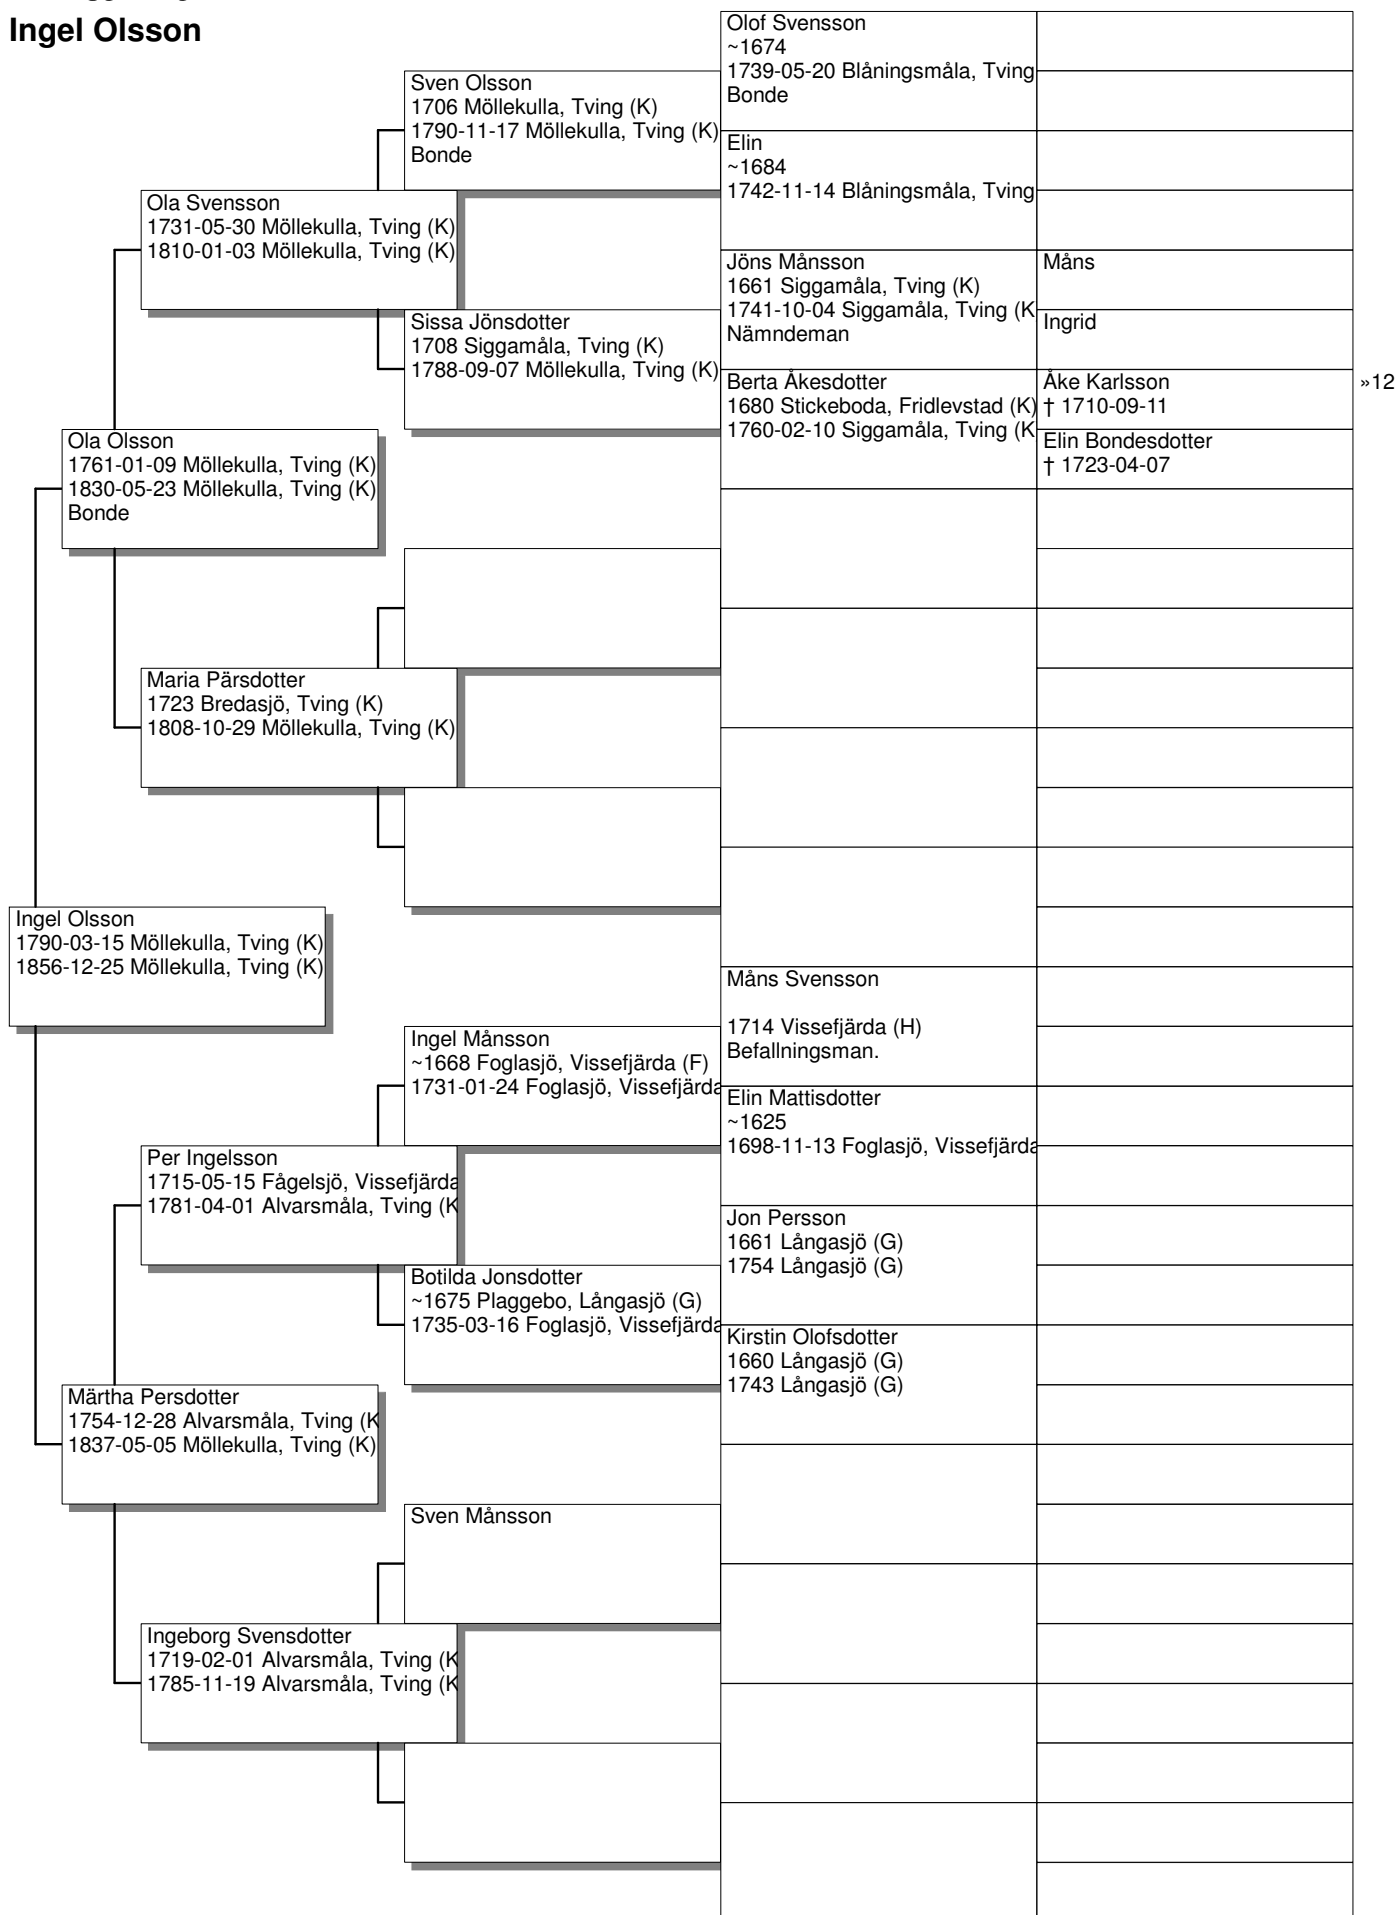 Ingel Olsson
Olof Svensson
~1674
1739-05-20 Blåningsmåla, Tving
Bonde
Sven Olsson
1706 Möllekulla, Tving (K)
1790-11-17 Möllekulla, Tving (K)
Bonde
Elin
~1684
1742-11-14 Blåningsmåla, Tving
Ola Svensson
1731-05-30 Möllekulla, Tving (K)
1810-01-03 Möllekulla, Tving (K)
Jöns Månsson
1661 Siggamåla, Tving (K)
1741-10-04 Siggamåla, Tving (K
Nämndeman
Måns
Ingrid
Sissa Jönsdotter
1708 Siggamåla, Tving (K)
1788-09-07 Möllekulla, Tving (K)
Berta Åkesdotter
1680 Stickeboda, Fridlevstad (K)
1760-02-10 Siggamåla, Tving (K
Åke Karlsson
† 1710-09-11
»12
Elin Bondesdotter
† 1723-04-07
Ola Olsson
1761-01-09 Möllekulla, Tving (K)
1830-05-23 Möllekulla, Tving (K)
Bonde
Maria Pärsdotter
1723 Bredasjö, Tving (K)
1808-10-29 Möllekulla, Tving (K)
Ingel Olsson
1790-03-15 Möllekulla, Tving (K)
1856-12-25 Möllekulla, Tving (K)
Måns Svensson
1714 Vissefjärda (H)
Befallningsman.
Ingel Månsson
~1668 Foglasjö, Vissefjärda (F)
1731-01-24 Foglasjö, Vissefjärda
Elin Mattisdotter
~1625
1698-11-13 Foglasjö, Vissefjärda
Per Ingelsson
1715-05-15 Fågelsjö, Vissefjärda
1781-04-01 Alvarsmåla, Tving (K
Jon Persson
1661 Långasjö (G)
1754 Långasjö (G)
Botilda Jonsdotter
~1675 Plaggebo, Långasjö (G)
1735-03-16 Foglasjö, Vissefjärda
Kirstin Olofsdotter
1660 Långasjö (G)
1743 Långasjö (G)
Märtha Persdotter
1754-12-28 Alvarsmåla, Tving (K
1837-05-05 Möllekulla, Tving (K)
Sven Månsson
Ingeborg Svensdotter
1719-02-01 Alvarsmåla, Tving (K
1785-11-19 Alvarsmåla, Tving (K